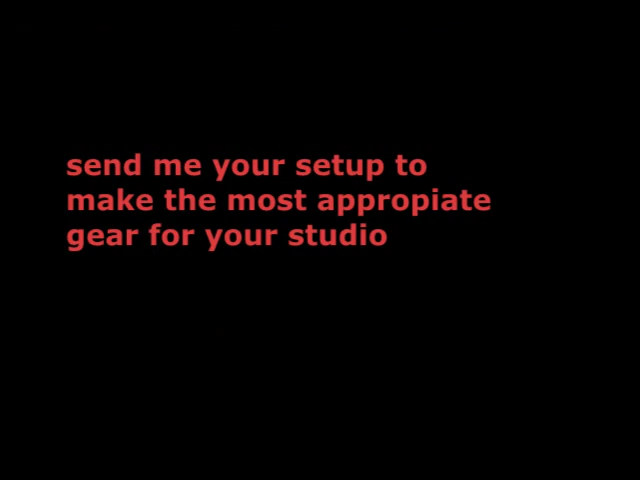 send me your setup to
make the most appropiate
gear for your studio